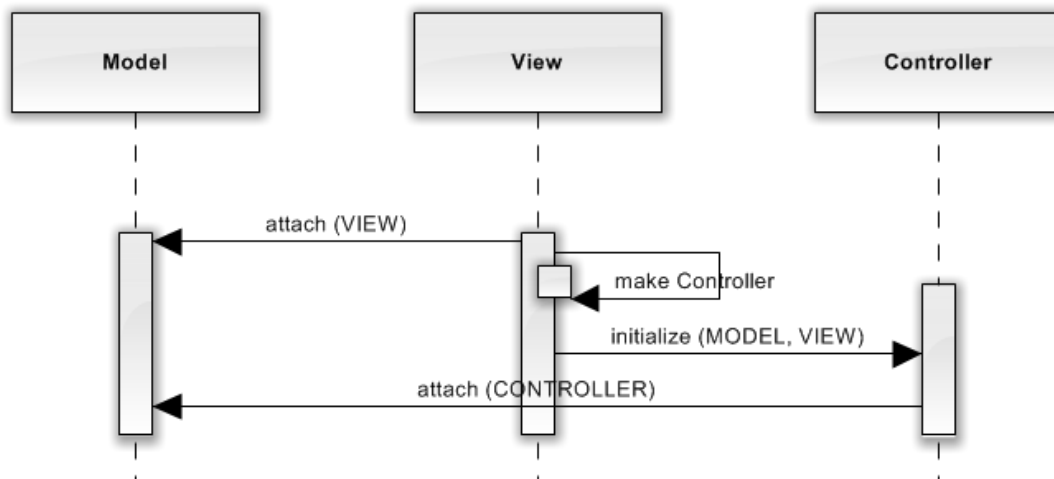 Model
View
Controller
attach (VIEW)
make Controller
initialize (MODEL, VIEW)
attach (CONTROLLER)